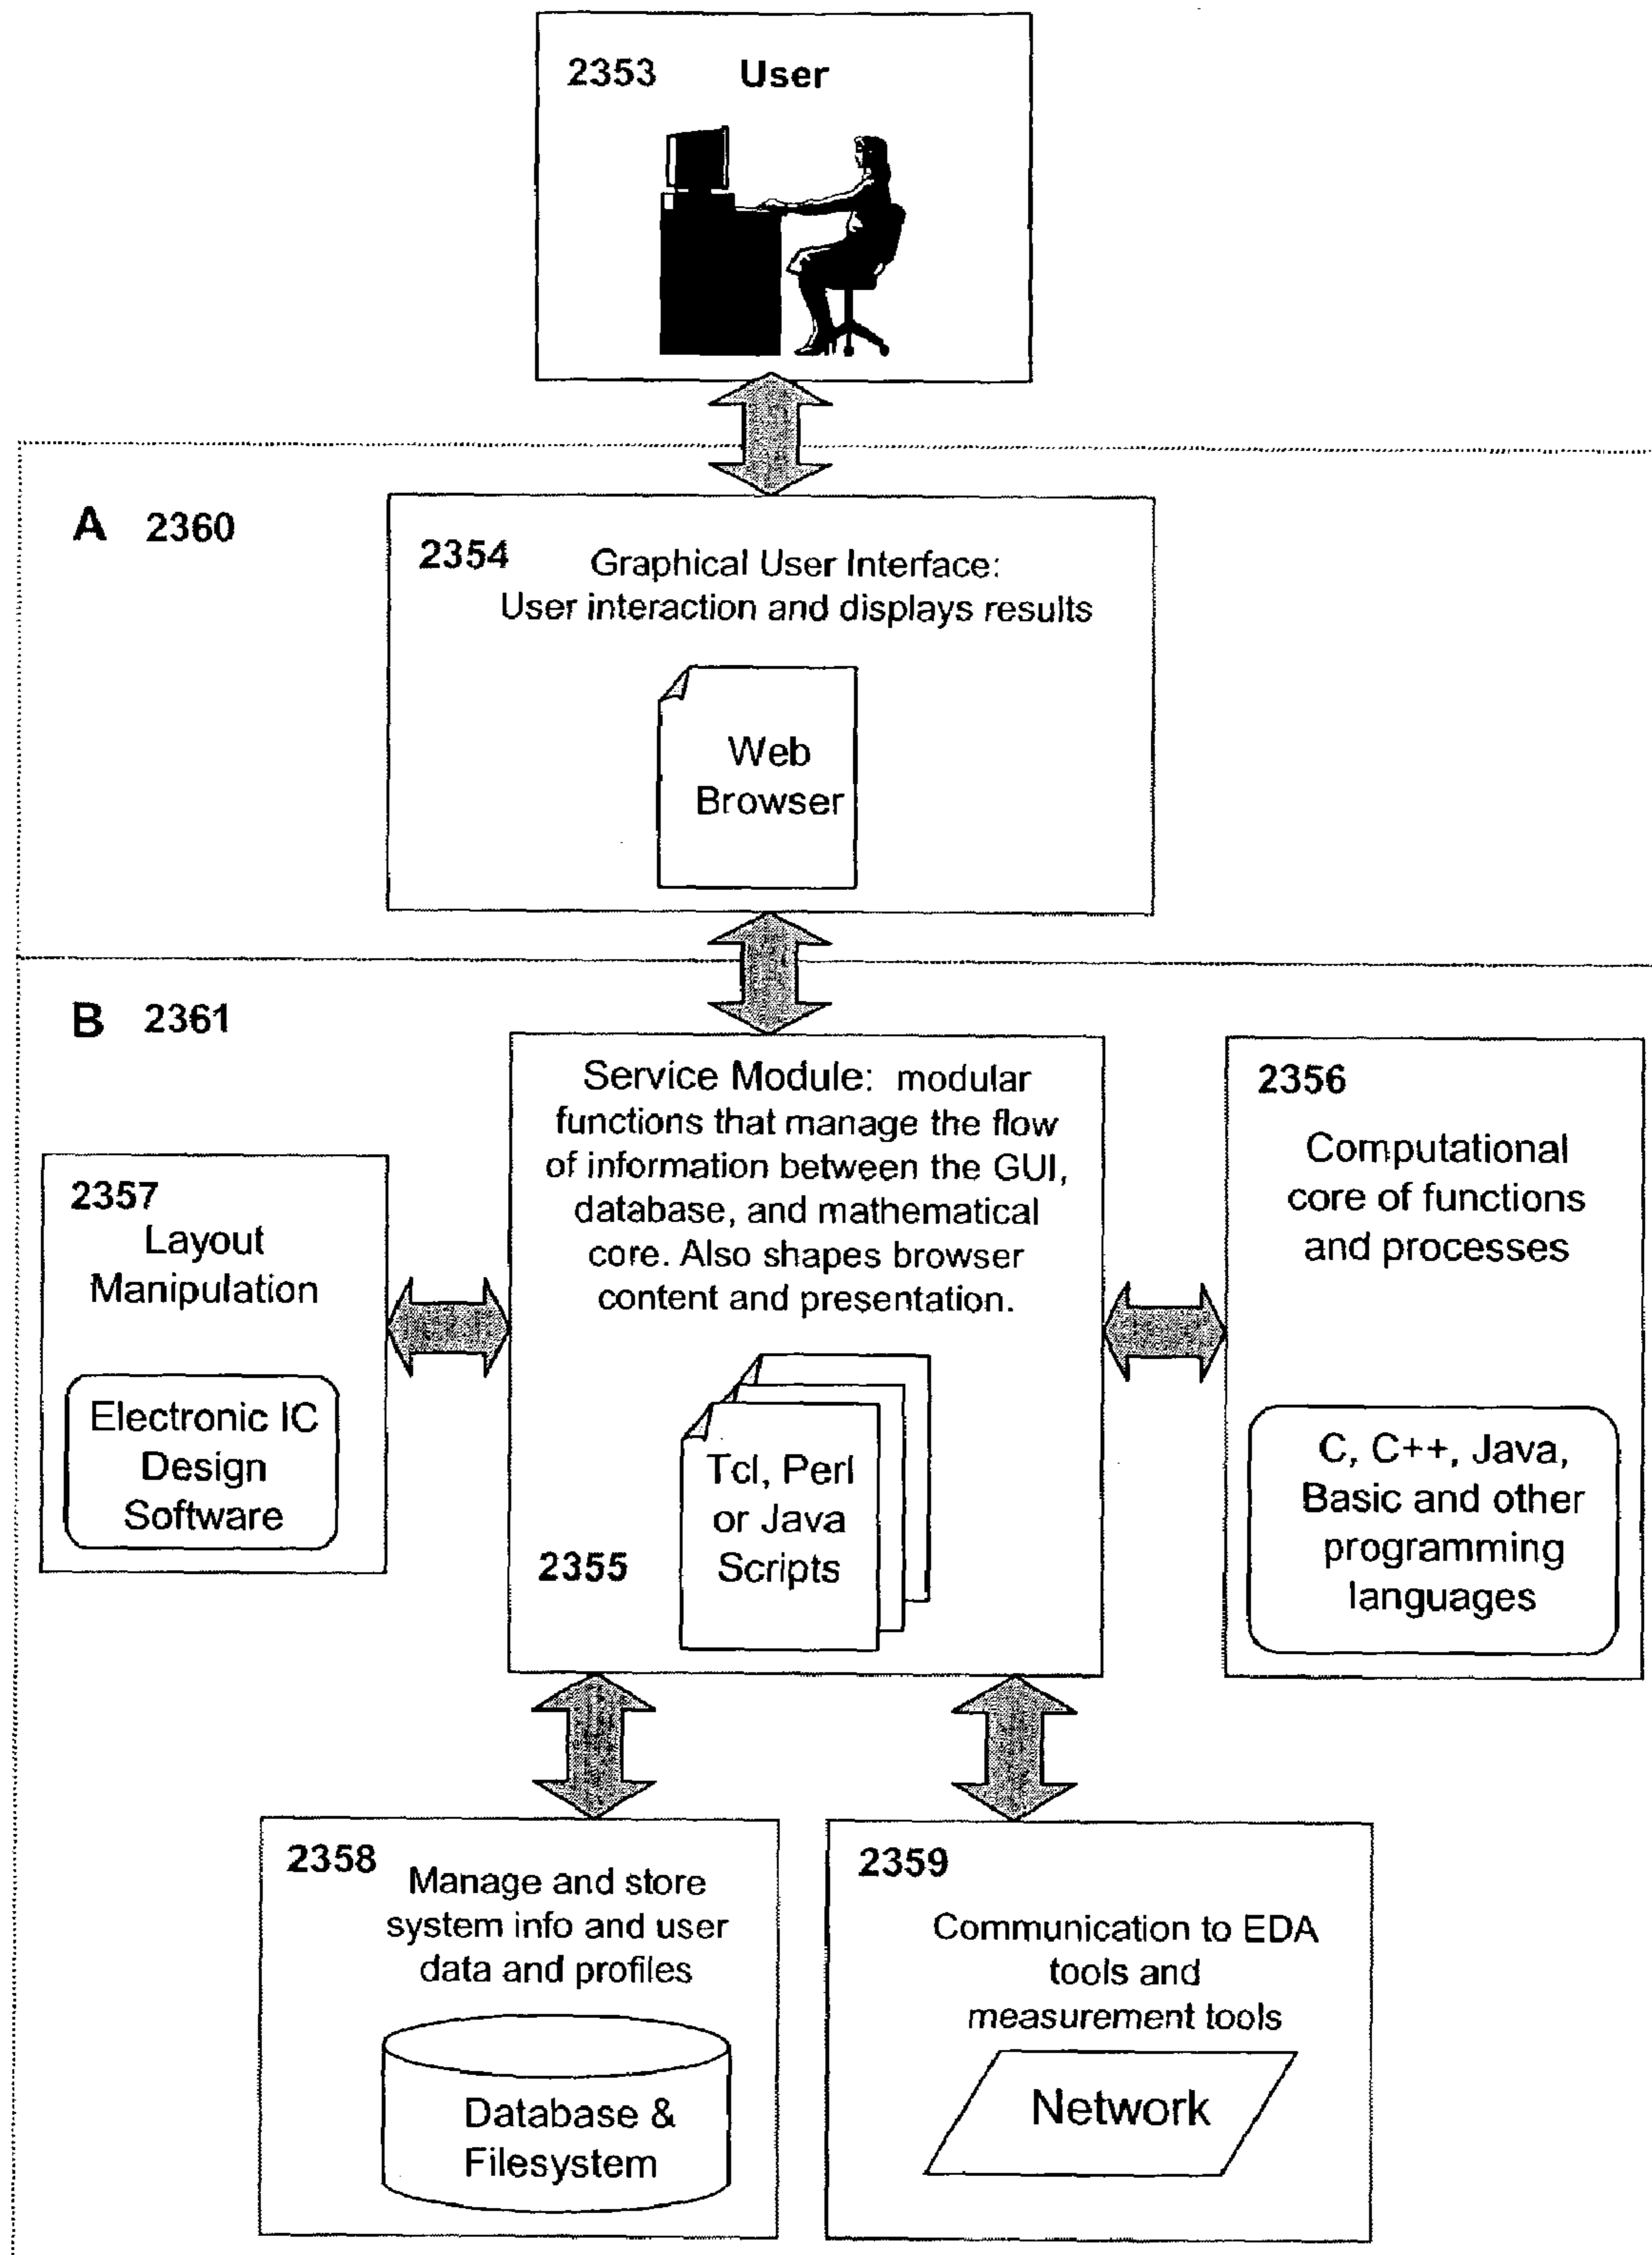 2353 User
A 2360
2354 Graphical User Interface:
User interaction and displays results
Web
Browser
B 2361
Service Module: modular
functions that manage the flow
of information between the GUI,
database, and mathematical
core. Also shapes browser
content and presentation.
Tcl, Perl
or Java
Scripts
2355
2357
Layout
Manipulation
Electronic IC
Design
Software
2356
Computational
core of functions
and processes
C, C++, Java,
Basic and other
programming
languages
2358
Manage and store
system info and user
data and profiles
Database &
Filesystem
2359
Communication to EDA
tools and
measurement tools
Network